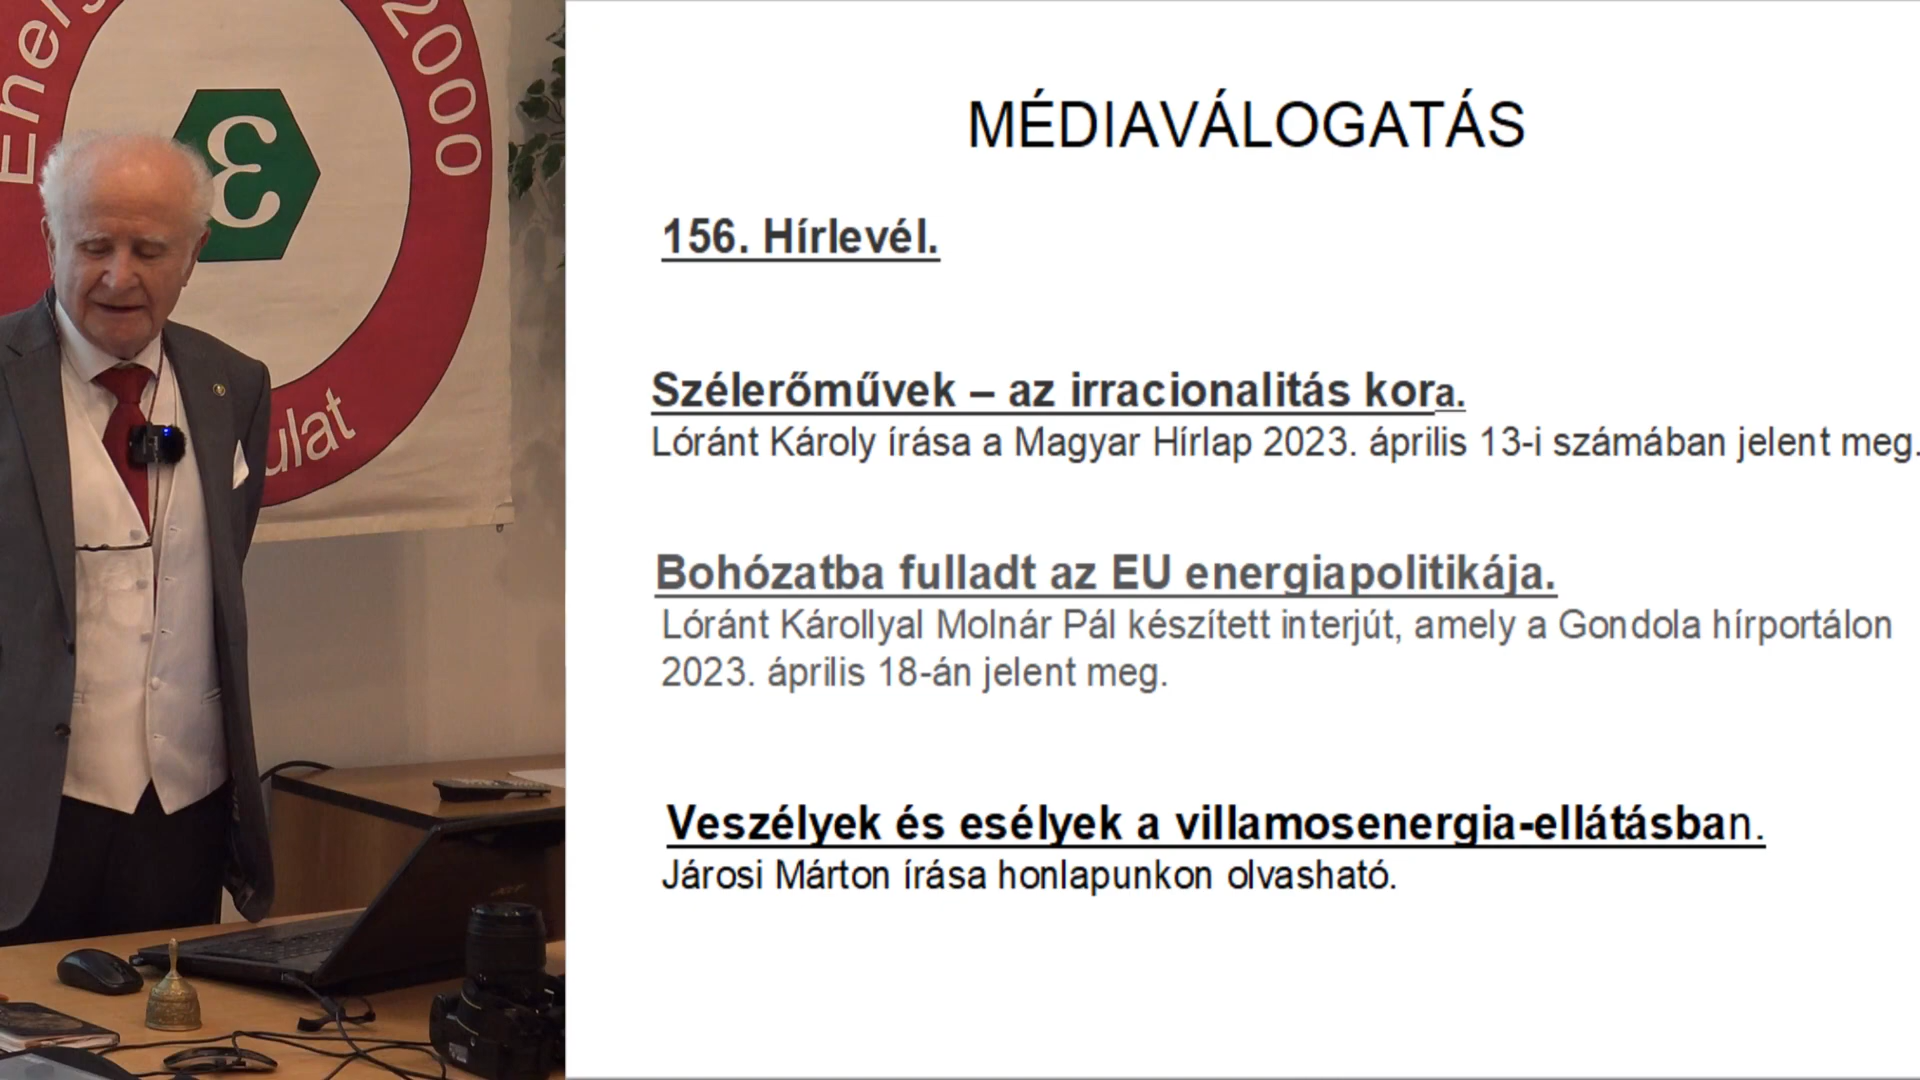 2000
ulat
ε
MÉDIAVÁLOGATÁS
156. Hírlevél.
Szélerőművek – az irracionalitás kora.
Lóránt Károly írása a Magyar Hírlap 2023. április 13-i számában jelent meg.
Bohózatba fulladt az EU energiapolitikája.
Lóránt Károllyal Molnár Pál készített interjút, amely a Gondola hírportálon
2023. április 18-án jelent meg.
Veszélyek és esélyek a villamosenergia-ellátásban.
Járosi Márton írása honlapunkon olvasható.